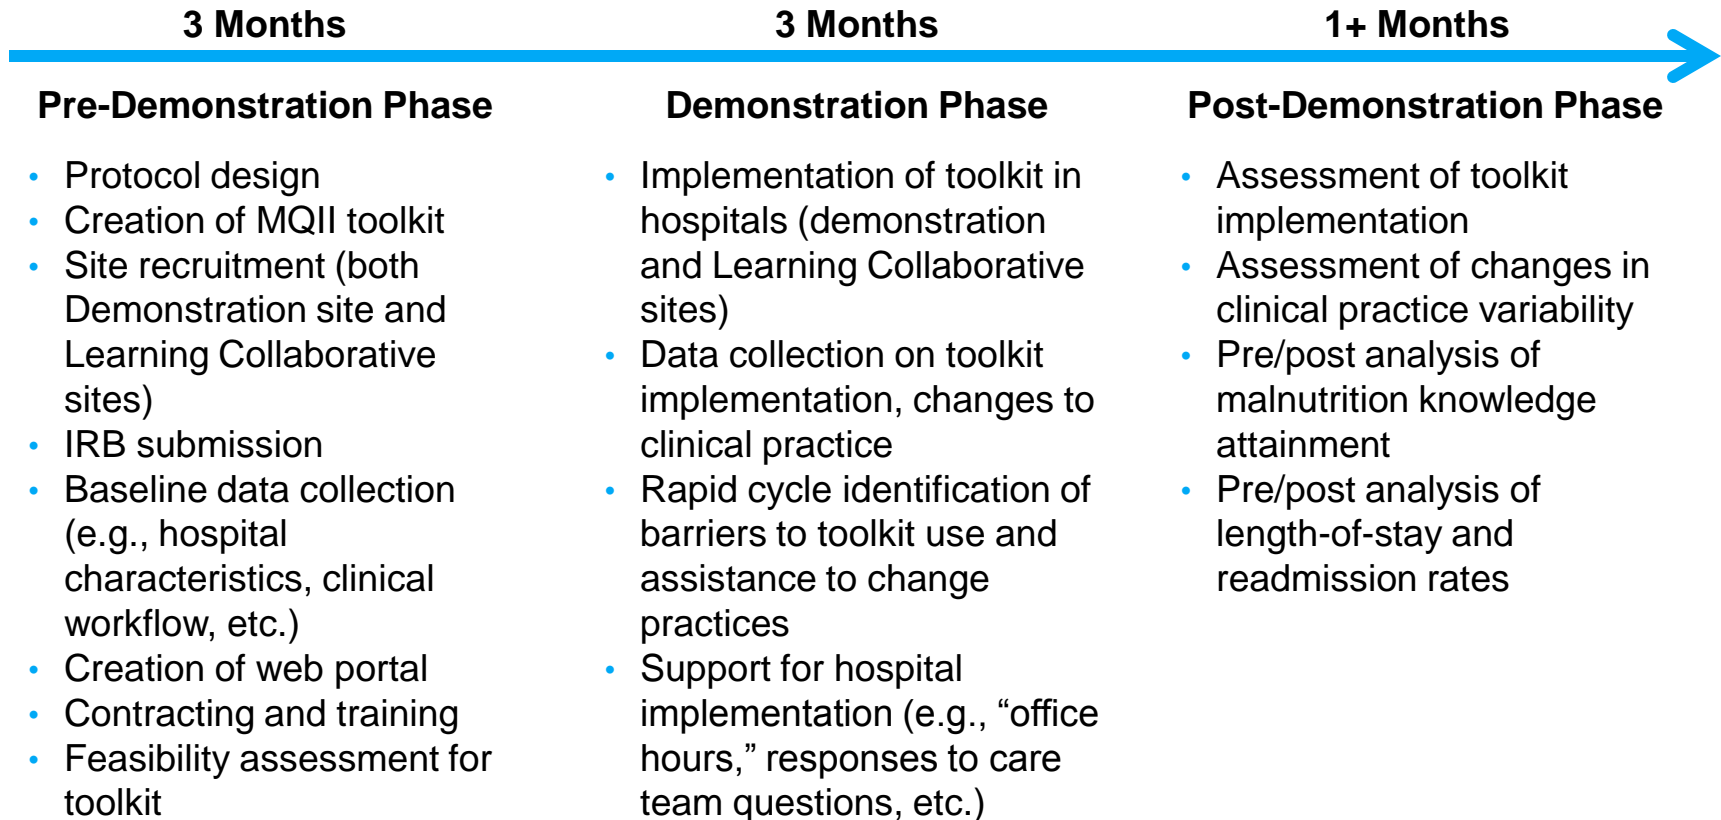 3 Months
3 Months
1+ Months
Pre-Demonstration Phase
Demonstration Phase
Post-Demonstration Phase
• Protocol design
• Creation of MQII toolkit
• Site recruitment (both
Demonstration site and
Learning Collaborative
sites)
• IRB submission
• Baseline data collection
(e.g., hospital
characteristics, clinical
workflow, etc.)
• Creation of web portal
• Contracting and training
• Feasibility assessment for
toolkit
• Implementation of toolkit in
hospitals (demonstration
and Learning Collaborative
sites)
• Data collection on toolkit
implementation, changes to
clinical practice
• Rapid cycle identification of
barriers to toolkit use and
assistance to change
practices
• Support for hospital
implementation (e.g., “office
hours,” responses to care
team questions, etc.)
• Assessment of toolkit
implementation
• Assessment of changes in
clinical practice variability
• Pre/post analysis of
malnutrition knowledge
attainment
• Pre/post analysis of
length-of-stay and
readmission rates